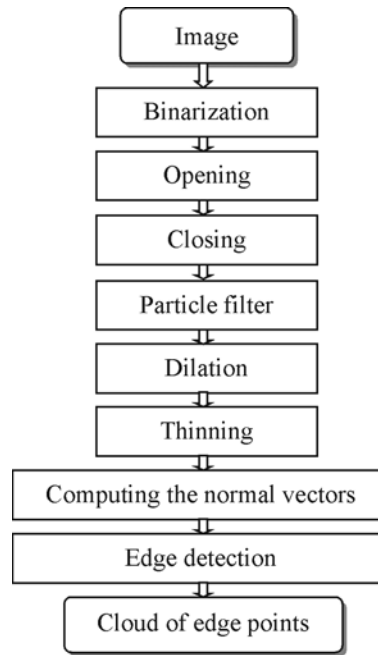 Image
Binarization
Opening
Closing
Particle filter
Dilation
Thinning
Computing the normal vectors
Edge detection
Cloud of edge points